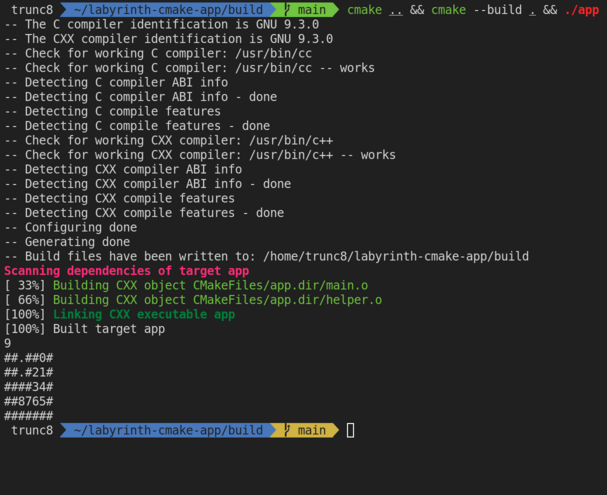 trunc8 ~/labyrinth-cmake-app/build main cmake .. && cmake --build . && ./app
-- The C compiler identification is GNU 9.3.0
-- The CXX compiler identification is GNU 9.3.0
-- Check for working C compiler: /usr/bin/cc
-- Check for working C compiler: /usr/bin/cc -- works
-- Detecting C compiler ABI info
-- Detecting C compiler ABI info - done
-- Detecting C compile features
-- Detecting C compile features - done
-- Check for working CXX compiler: /usr/bin/c++
-- Check for working CXX compiler: /usr/bin/c++ -- works
-- Detecting CXX compiler ABI info
-- Detecting CXX compiler ABI info - done
-- Detecting CXX compile features
-- Detecting CXX compile features - done
-- Configuring done
-- Generating done
-- Build files have been written to: /home/trunc8/labyrinth-cmake-app/build
Scanning dependencies of target app
[ 33%] Building CXX object CMakeFiles/app.dir/main.o
[ 66%] Building CXX object CMakeFiles/app.dir/helper.o
[100%] Linking CXX executable app
[100%] Built target app
9
##.##0#
##.#21#
####34#
##8765#
#######
trunc8 ~/labyrinth-cmake-app/build main